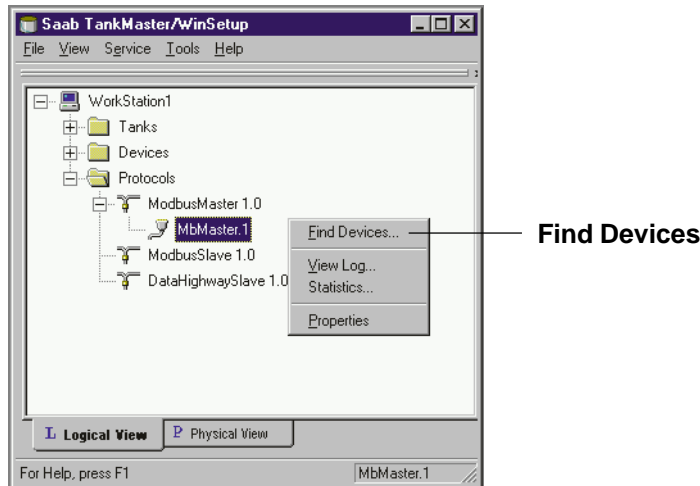 Saab TankMaster/WinSetup
File View Service Tools Help
WorkStation1
Tanks
Devices
Protocols
ModbusMaster 1.0
MbMaster.1
ModbusSlave 1.0
DataHighwaySlave 1.0
Find Devices...
View Log...
Statistics...
Properties
Find Devices
L Logical View P Physical View
For Help, press F1 MbMaster.1